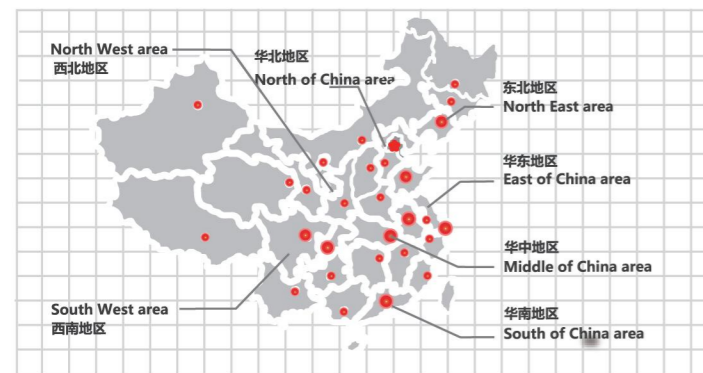 North West area
西北地区
华北地区
North of China area
东北地区
North East area
华东地区
East of China area
华中地区
Middle of China area
South West area
西南地区
华南地区
South of China area